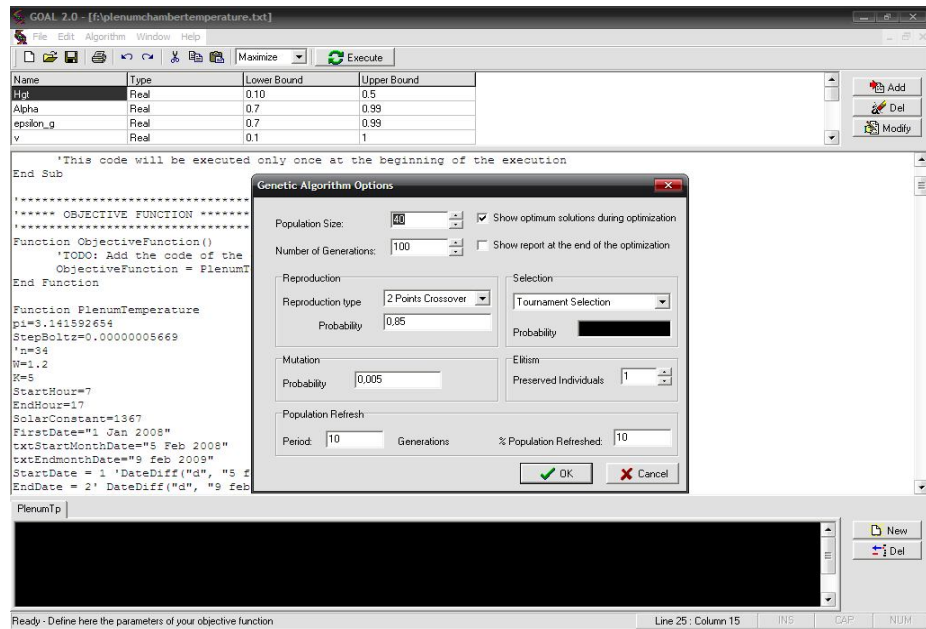 GOAL 2.0 - [f:\plenumchambertemperature.txt]
File Edit Algorithm Window Help
Maximize Execute
Name Type Lower Bound Upper Bound
Hgt Real 0.10 0.5
Alpha Real 0.7 0.99
epsilon_g Real 0.7 0.99
v Real 0.1 1
Add
Del
Modify
'This code will be executed only once at the beginning of the execution
End Sub
'********************************
'***** OBJECTIVE FUNCTION *******
'********************************
Function ObjectiveFunction()
'TODO: Add the code of the
ObjectiveFunction = PlenumT
End Function
Function PlenumTemperature
pi=3.141592654
StepBoltz=0.00000005669
'n=34
W=1.2
K=5
StartHour=7
EndHour=17
SolarConstant=1367
FirstDate="1 Jan 2008"
txtStartMonthDate="5 Feb 2008"
txtEndmonthDate="9 feb 2009"
StartDate = 1 'DateDiff("d", "5 f
EndDate = 2' DateDiff("d", "9 feb
Genetic Algorithm Options
Population Size: 40
Show optimum solutions during optimization
Number of Generations: 100
Show report at the end of the optimization
Reproduction
Reproduction type 2 Points Crossover
Probability 0,85
Selection
Tournament Selection
Probability
Mutation
Probability 0,005
Elitism
Preserved Individuals 1
Population Refresh
Period: 10 Generations % Population Refreshed: 10
OK Cancel
PlenumTp
New
Del
Ready - Define here the parameters of your objective function Line 25 : Column 15 INS CAP NUM